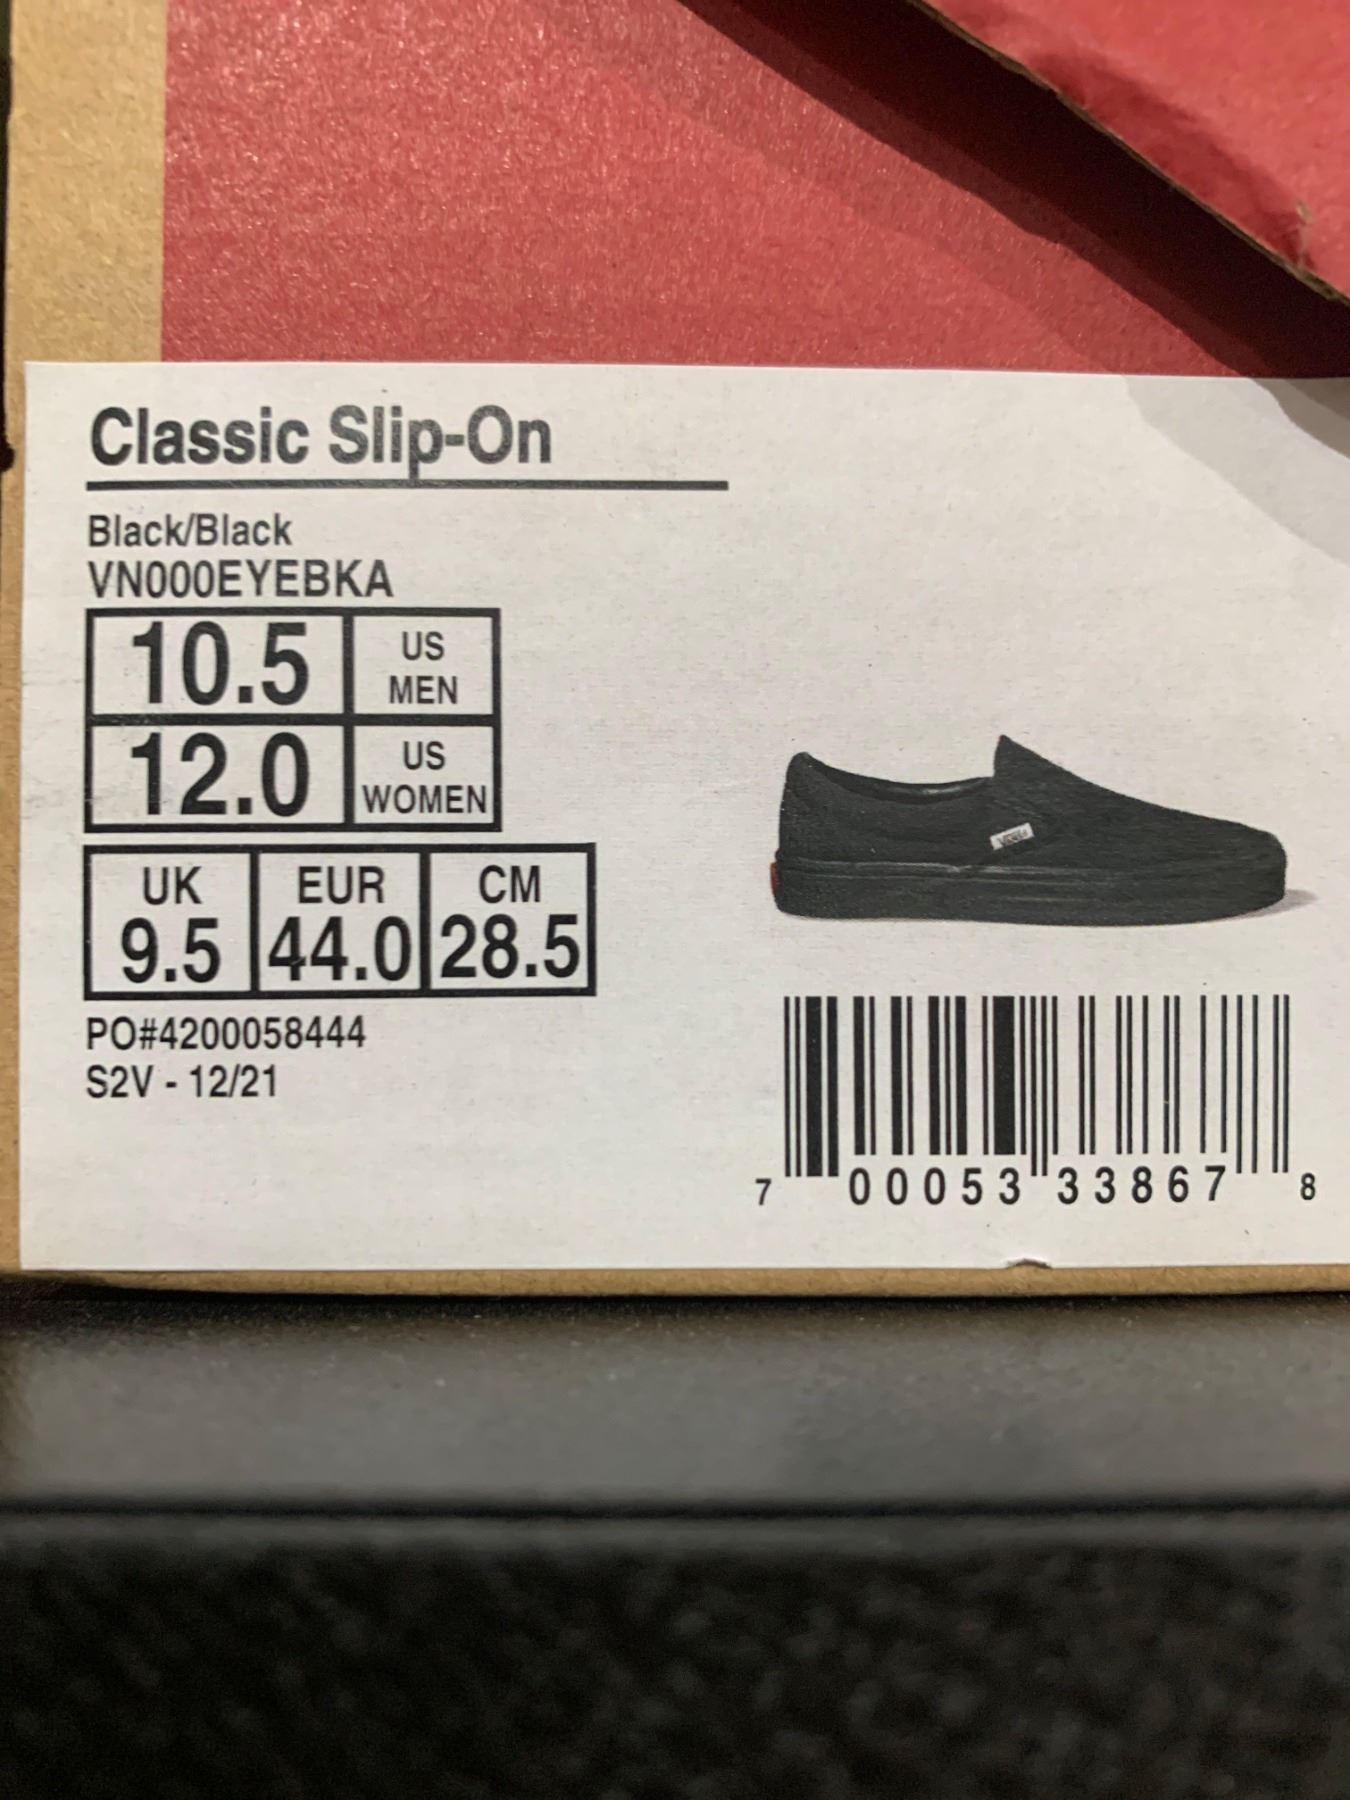 Classic Slip-On
Black/Black
VN000EYEBKA
10.5 US MEN
12.0 US WOMEN
UK EUR CM
9.5 44.0 28.5
PO#4200058444
S2V - 12/21
VANS
7 00053 33867 8